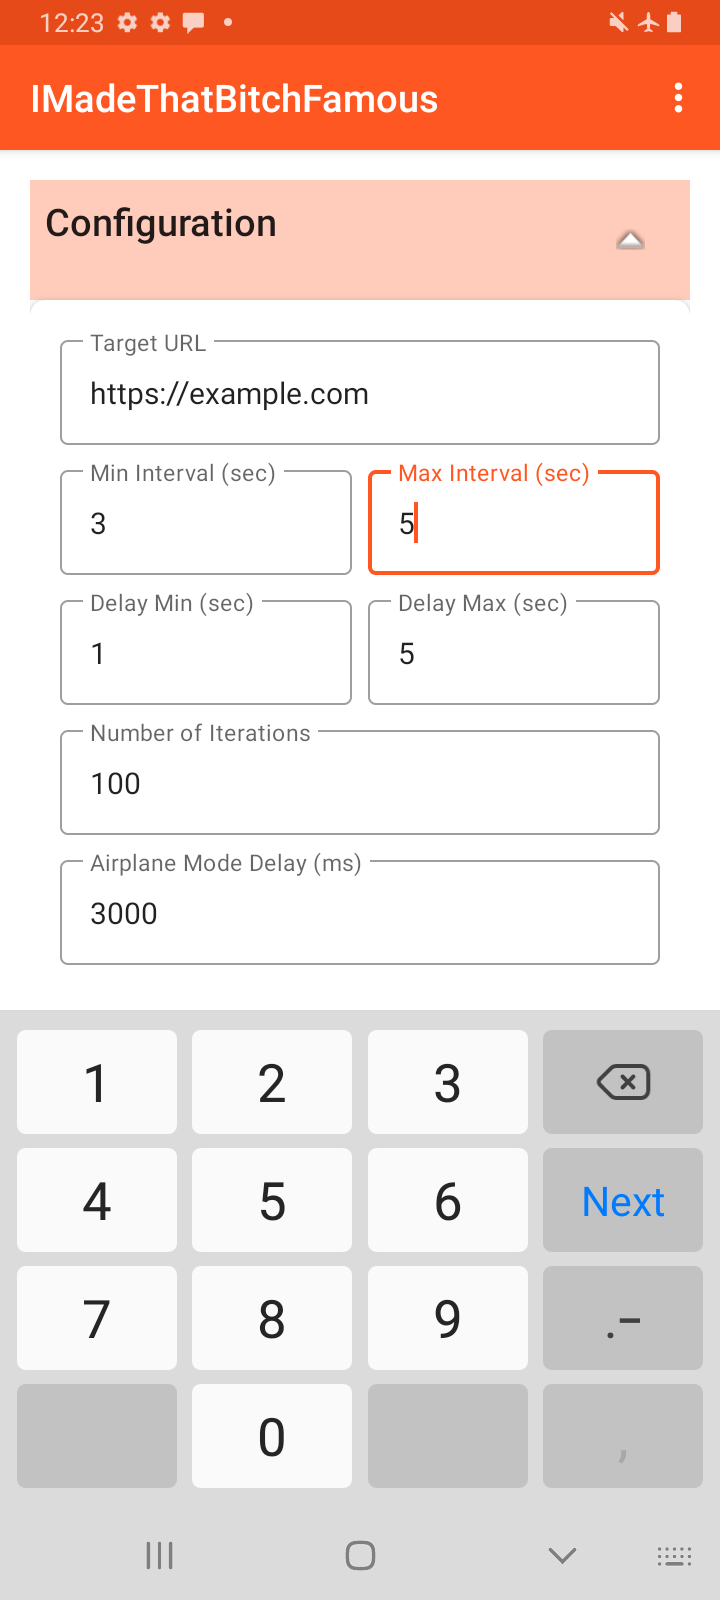 12:23
IMadeThatBitchFamous
Configuration
Target URL
https://example.com
Min Interval (sec)
Max Interval (sec)
3
5
Delay Min (sec)
Delay Max (sec)
1
5
Number of Iterations
100
Airplane Mode Delay (ms)
3000
1 2 3
4 5 6 Next
7 8 9 .-
0 ,